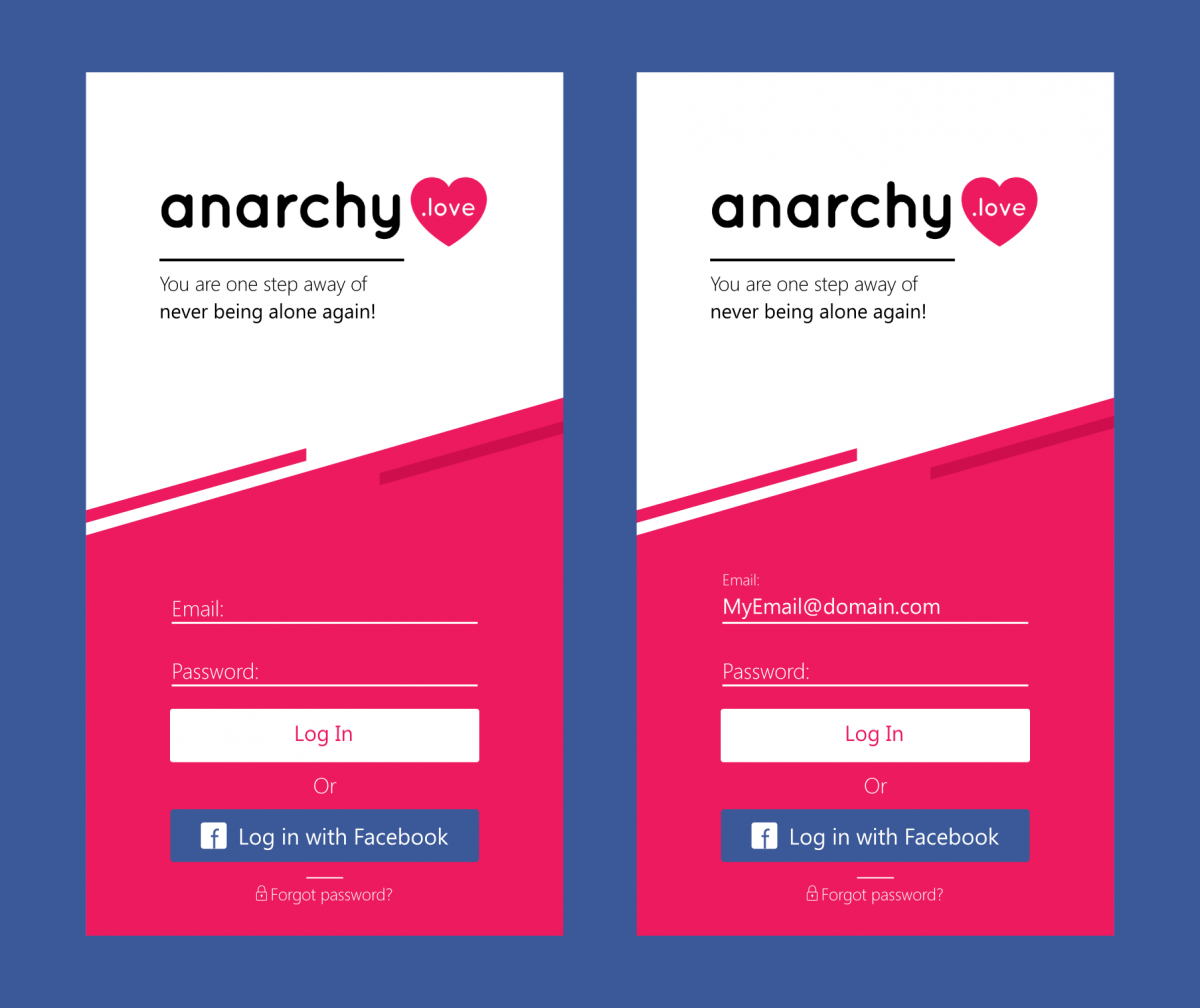 anarchy .love
You are one step away of
never being alone again!
Email:
Password:
Log In
Or
f Log in with Facebook
Forgot password?
anarchy .love
You are one step away of
never being alone again!
Email:
MyEmail@domain.com
Password:
Log In
Or
f Log in with Facebook
Forgot password?